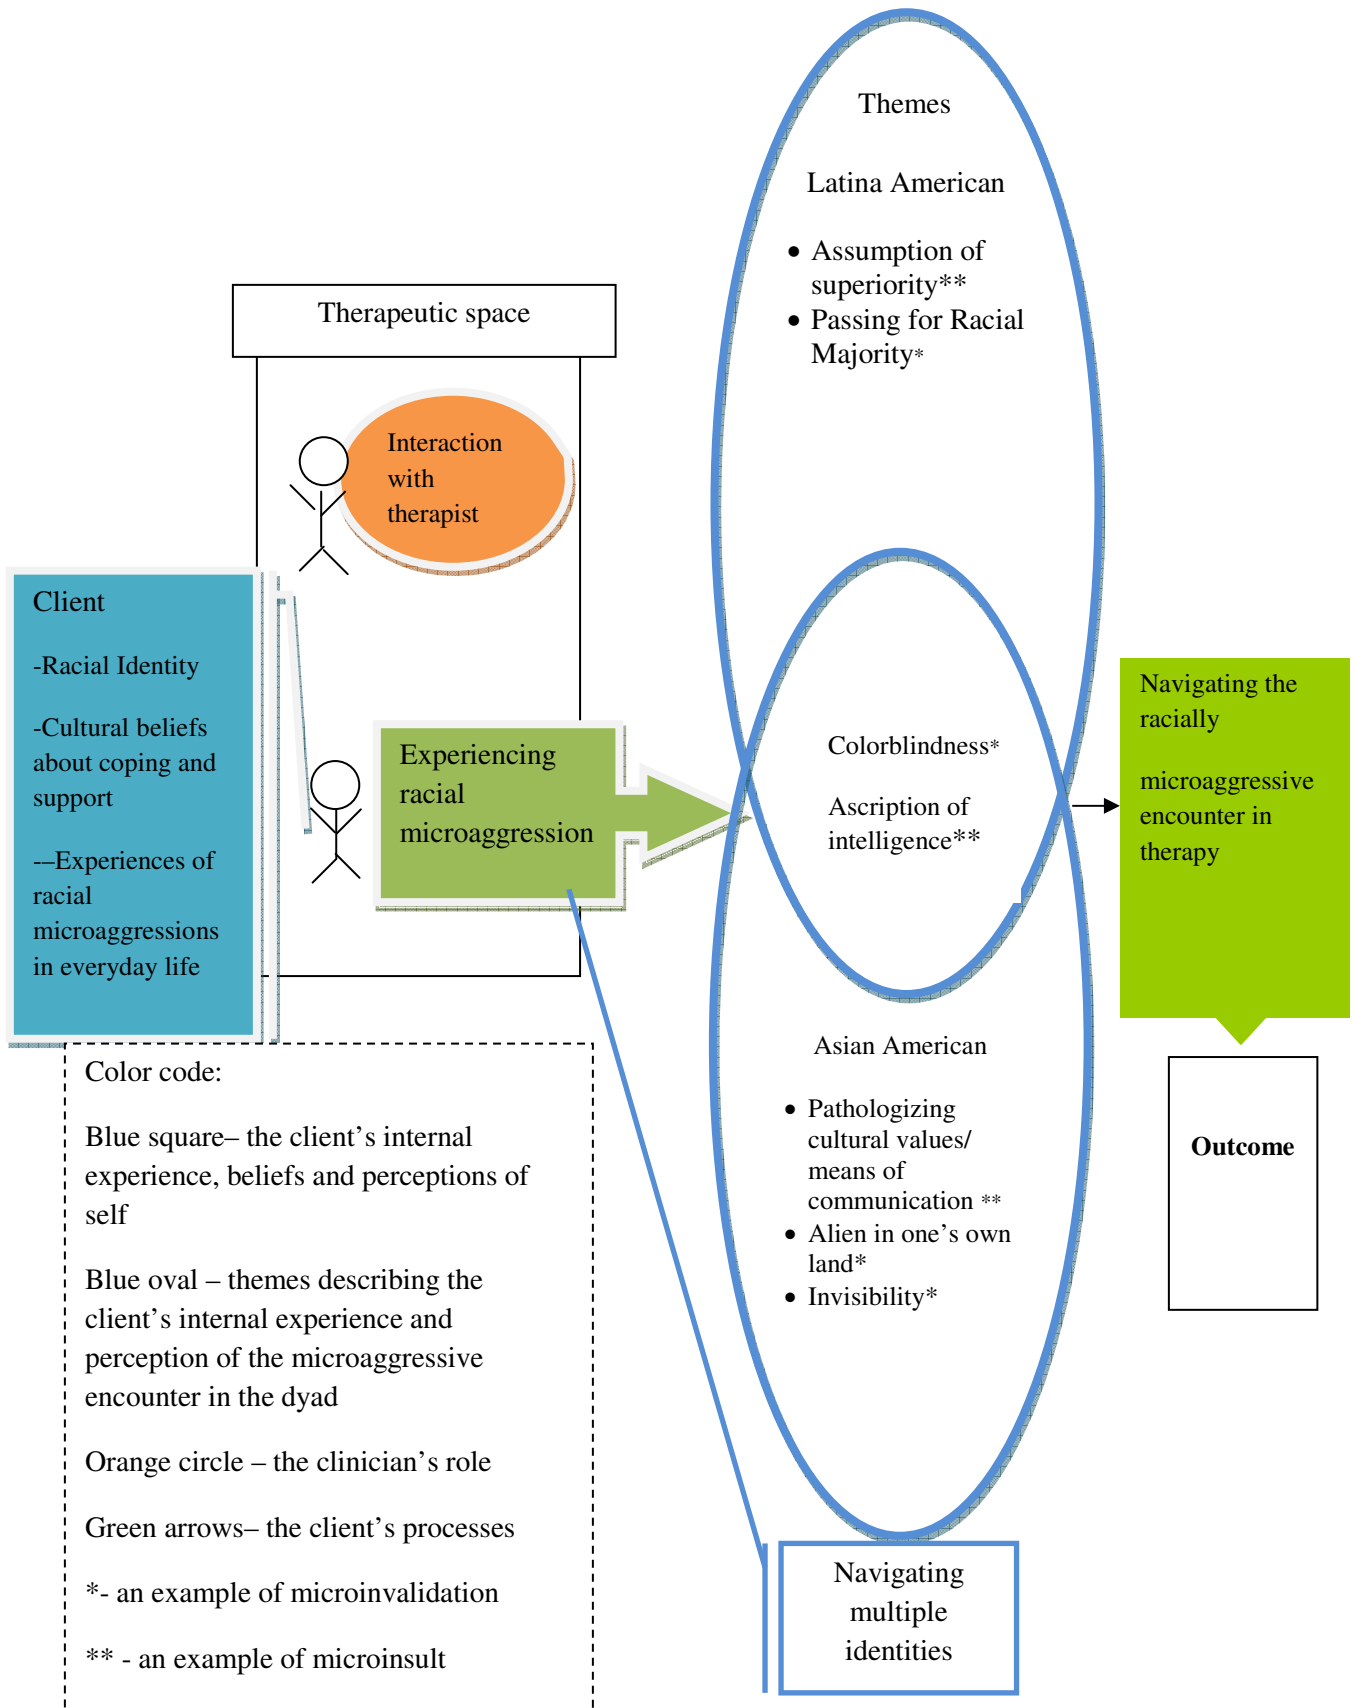 Themes
Latina American
• Assumption of
superiority**
• Passing for Racial
Majority*
Therapeutic space
Interaction
with
therapist
Client
-Racial Identity
-Cultural beliefs
about coping and
support
-–Experiences of
racial
microaggressions
in everyday life
Experiencing
racial
microaggression
Colorblindness*
Ascription of
intelligence**
Navigating the
racially
microaggressive
encounter in
therapy
Asian American
• Pathologizing
cultural values/
means of
communication **
• Alien in one’s own
land*
• Invisibility*
Outcome
Color code:
Blue square– the client’s internal
experience, beliefs and perceptions of
self
Blue oval – themes describing the
client’s internal experience and
perception of the microaggressive
encounter in the dyad
Orange circle – the clinician’s role
Green arrows– the client’s processes
*- an example of microinvalidation
** - an example of microinsult
Navigating
multiple
identities